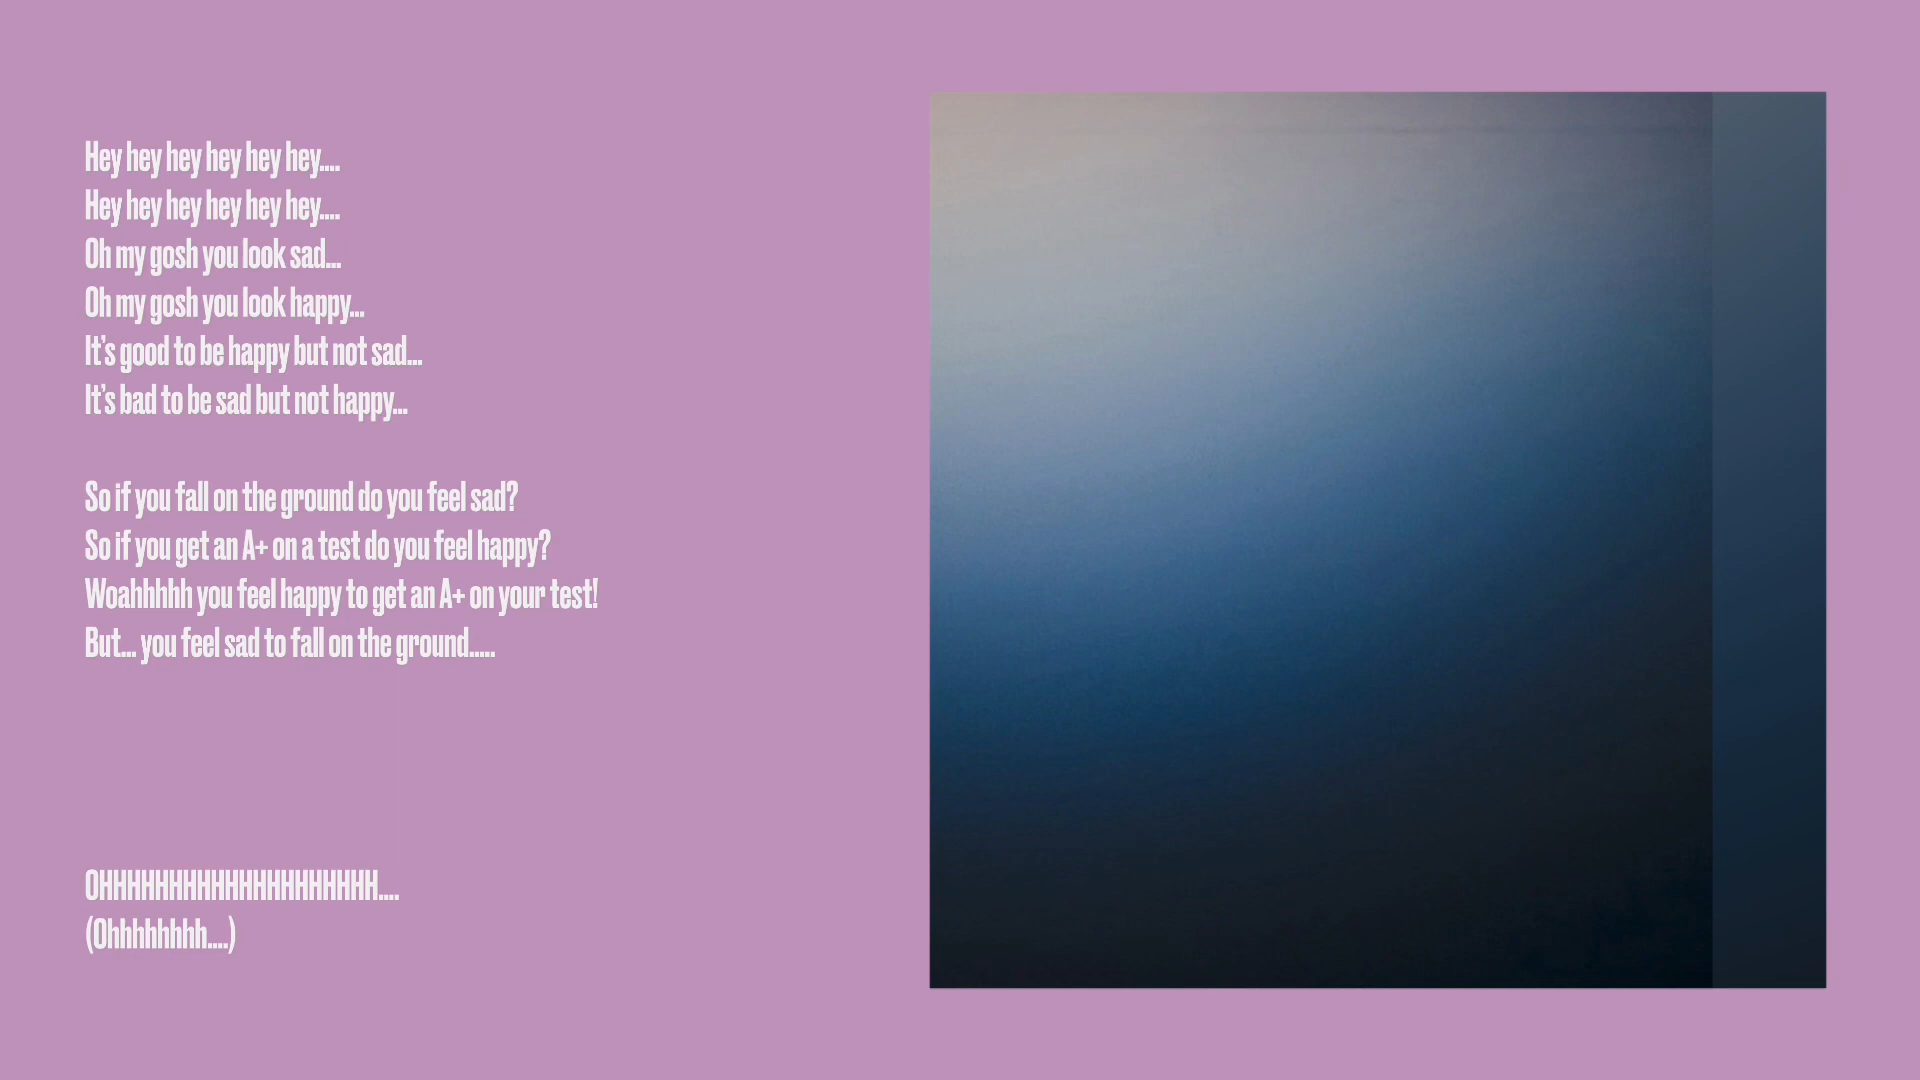 Hey hey hey hey hey hey....
Hey hey hey hey hey hey....
Oh my gosh you look sad...
Oh my gosh you look happy...
It's good to be happy but not sad...
It's bad to be sad but not happy...
So if you fall on the ground do you feel sad?
So if you get an A+ on a test do you feel happy?
Woahhhhh you feel happy to get an A+ on your test!
But... you feel sad to fall on the ground.....
OHHHHHHHHHHHHHHHHHHHH....
(Ohhhhhhhh....)